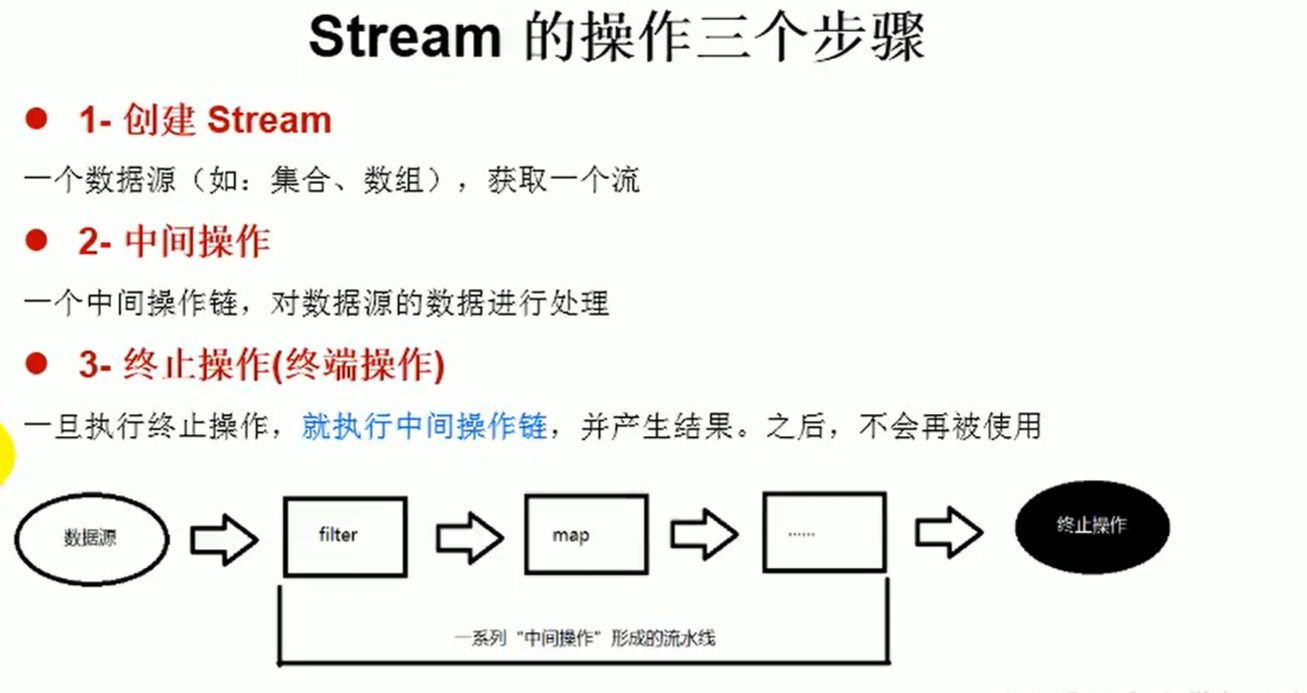 Stream 的操作三个步骤
● 1- 创建 Stream
一个数据源（如：集合、数组），获取一个流
● 2- 中间操作
一个中间操作链，对数据源的数据进行处理
● 3- 终止操作(终端操作)
一旦执行终止操作，就执行中间操作链，并产生结果。之后，不会再被使用
数据源
filter
map
……
终止操作
一系列“中间操作”形成的流水线